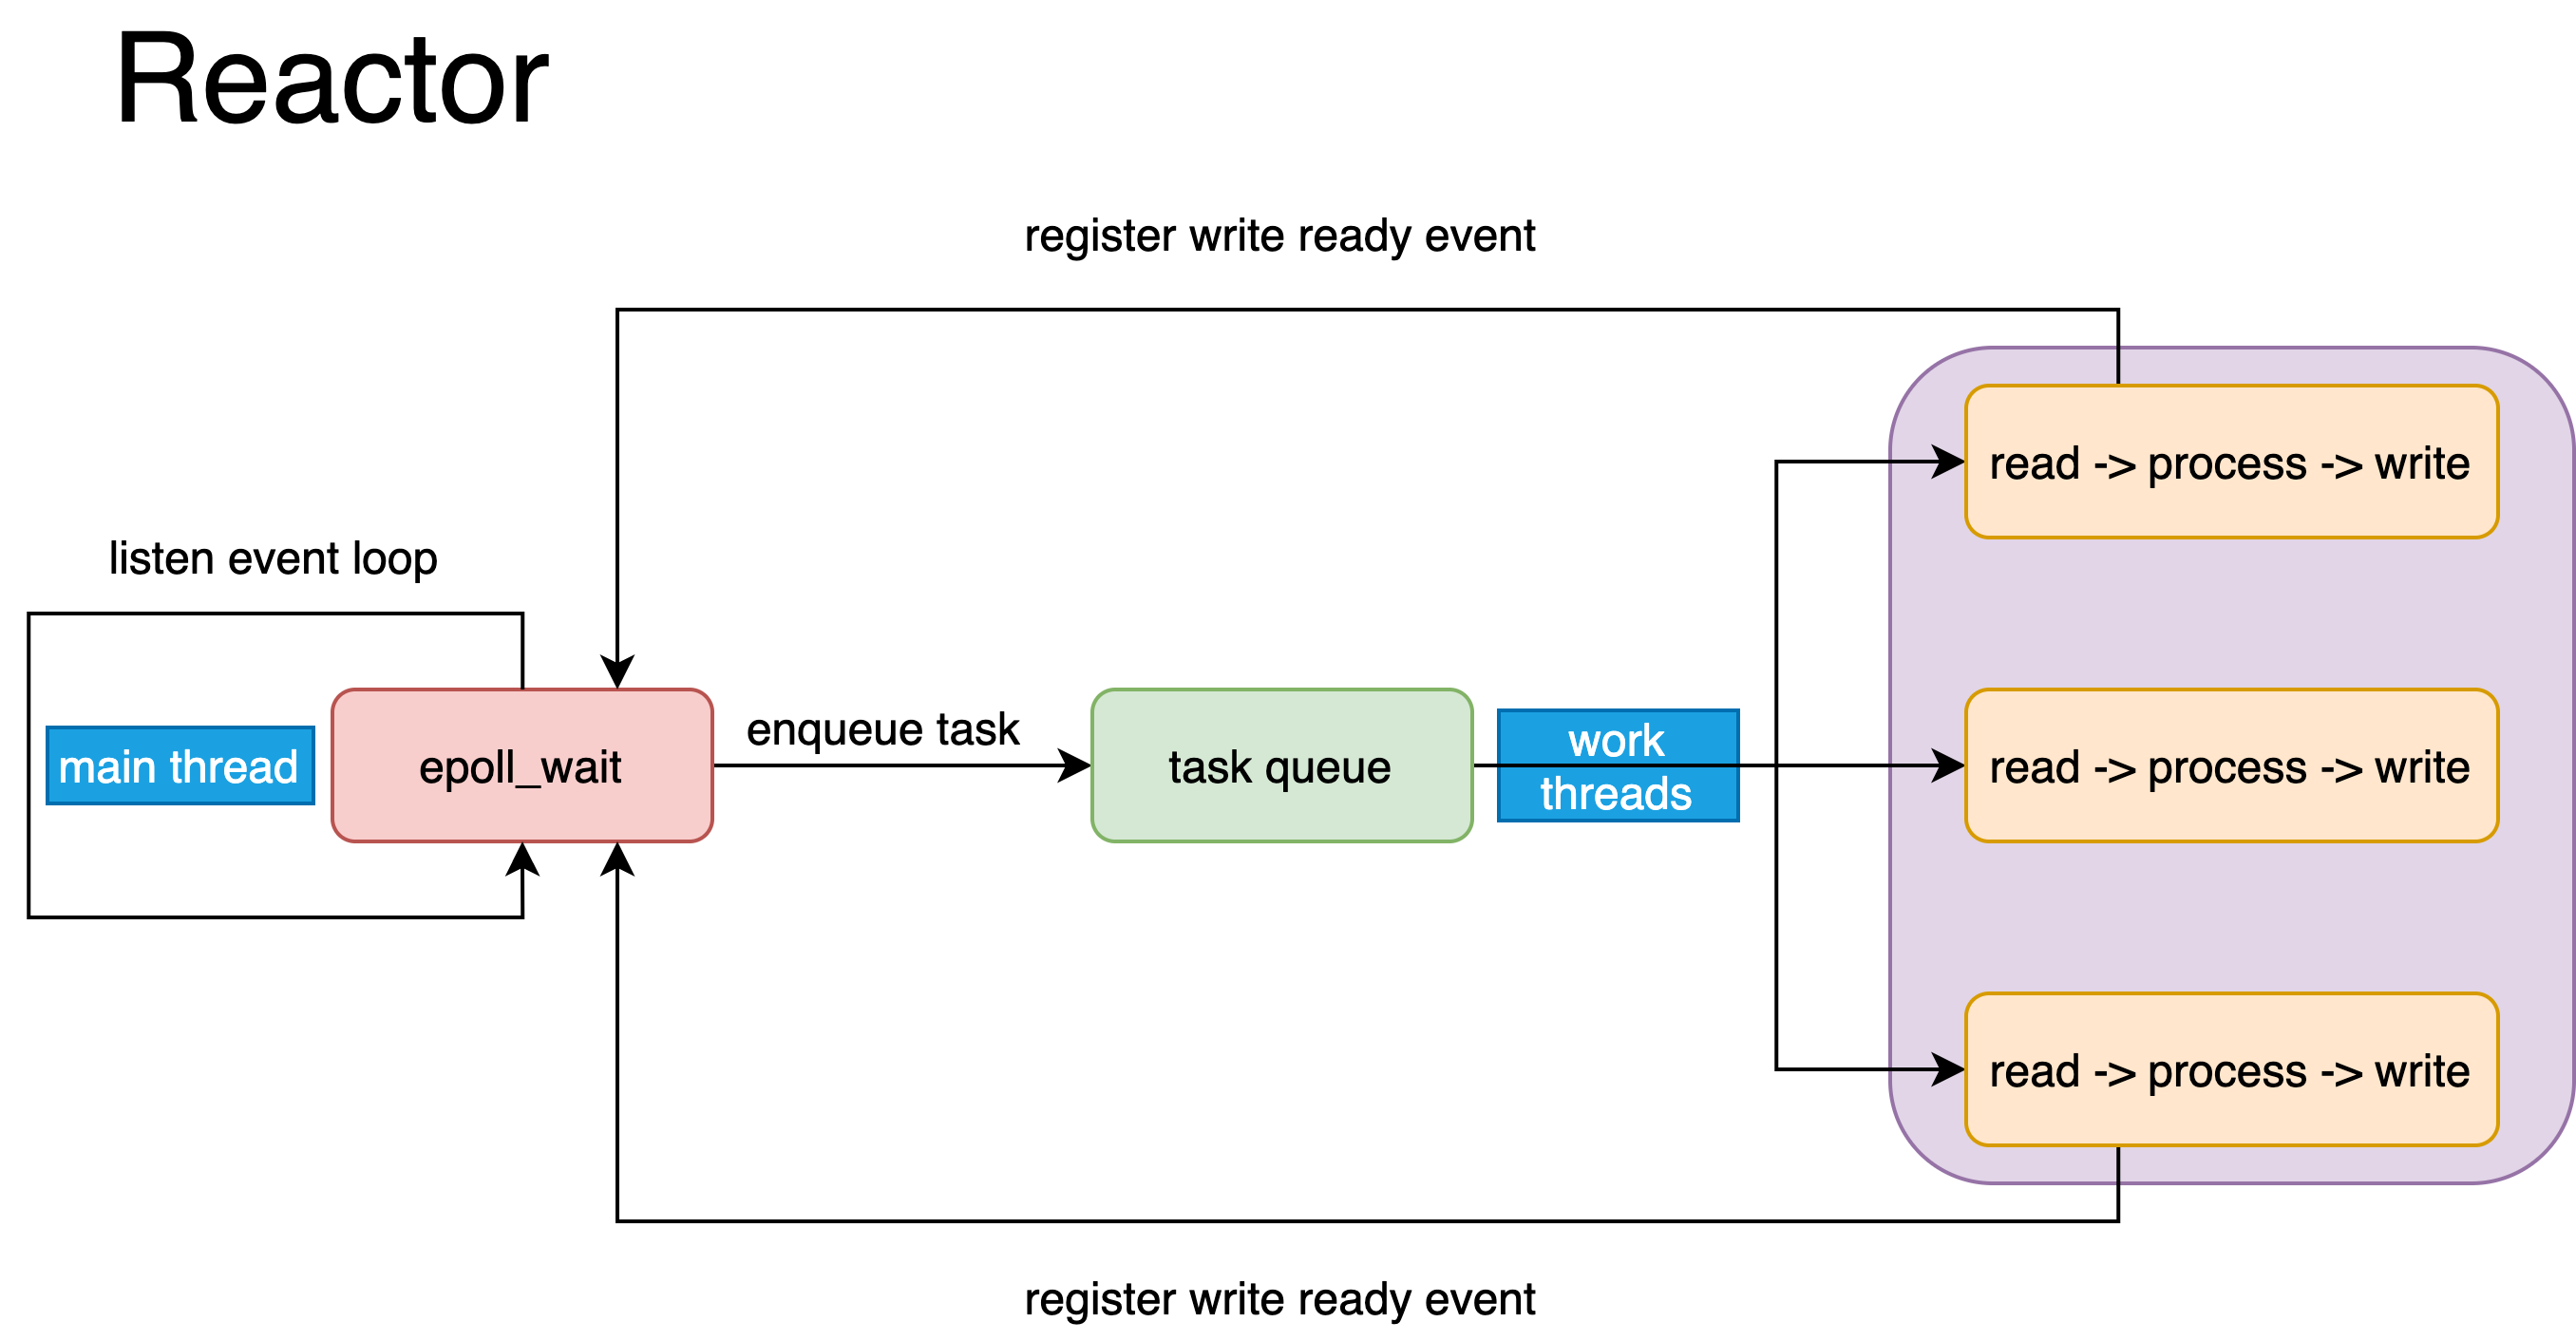 Reactor
register write ready event
read -> process -> write
listen event loop
main thread
epoll_wait
enqueue task
task queue
work
threads
read -> process -> write
read -> process -> write
register write ready event